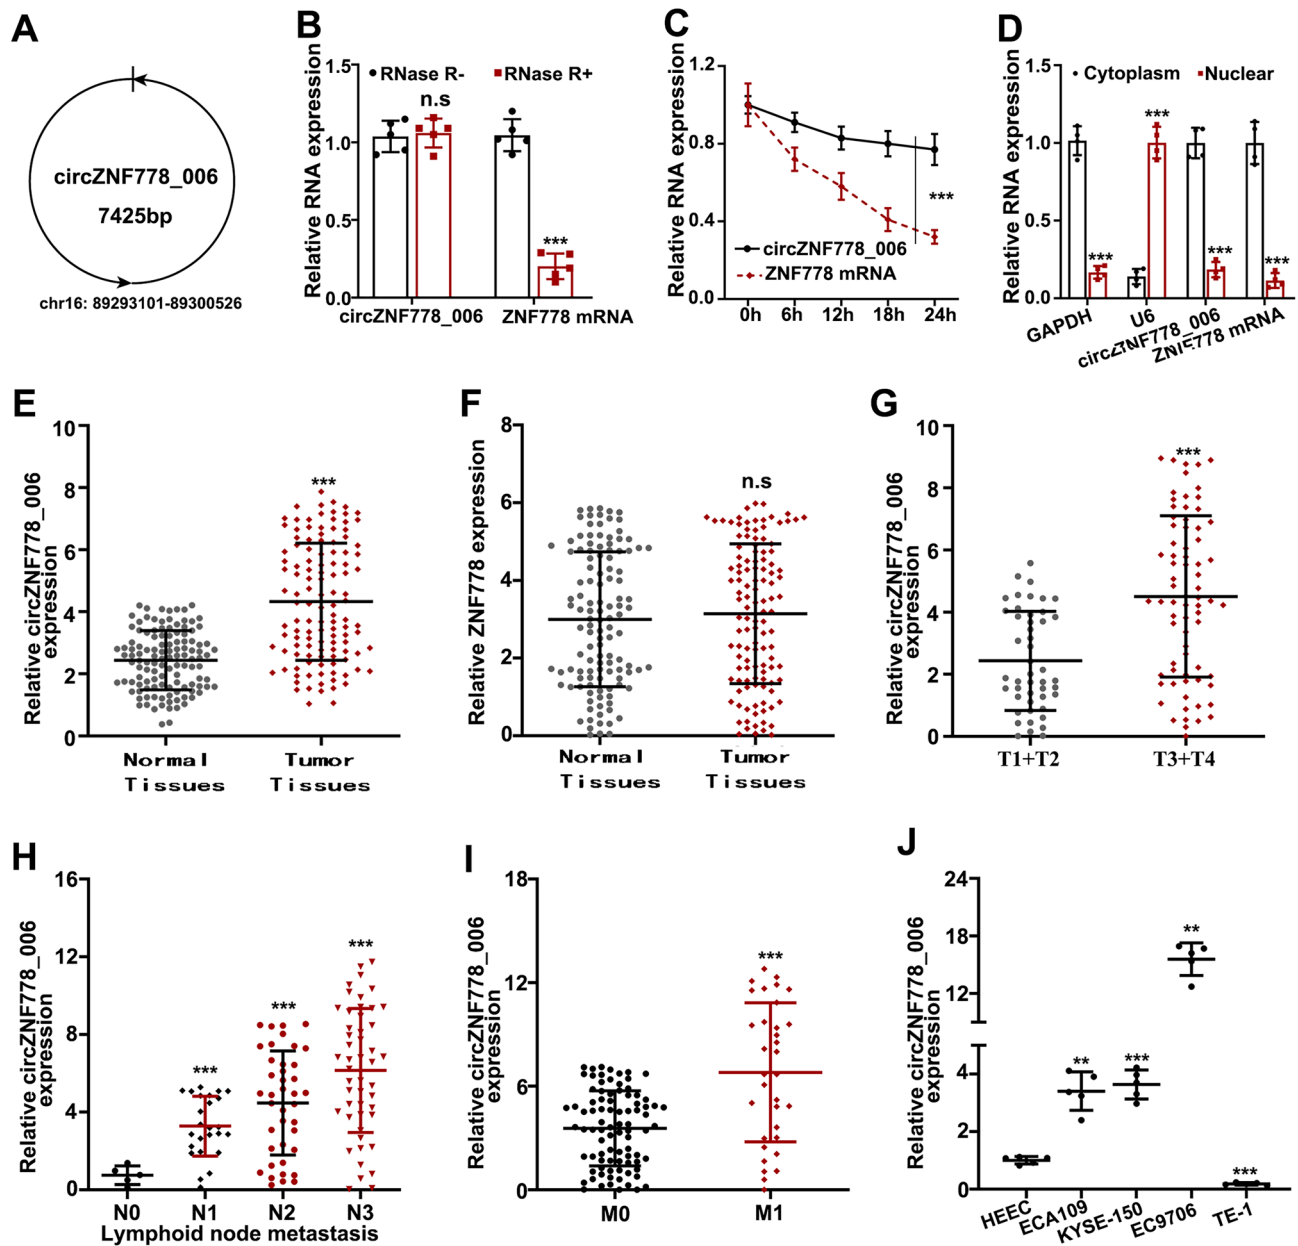 A
circZNF778_006
7425bp
chr16: 89293101-89300526
B
Relative RNA expression
1.5
1.0
0.5
0.0
RNase R-
RNase R+
n.s
***
circZNF778_006
ZNF778 mRNA
C
Relative RNA expression
1.2
0.8
0.4
0.0
***
circZNF778_006
ZNF778 mRNA
0h 6h 12h 18h 24h
D
Relative RNA expression
1.5
1.0
0.5
0.0
Cytoplasm
Nuclear
***
***
***
***
GAPDH
U6
circZNF778_006
ZNF778 mRNA
E
Relative circZNF778_006
expression
10
8
6
4
2
0
***
Normal
Tissues
Tumor
Tissues
F
Relative ZNF778 expression
8
6
4
2
0
n.s
Normal
Tissues
Tumor
Tissues
G
Relative circZNF778_006
expression
10
8
6
4
2
0
***
T1+T2
T3+T4
H
Relative circZNF778_006
expression
16
12
8
4
0
***
***
***
N0 N1 N2 N3
Lymphoid node metastasis
I
Relative circZNF778_006
expression
18
12
6
0
***
M0 M1
J
Relative circZNF778_006
expression
24
18
12
4
2
0
**
***
**
***
HEEC
ECA109
KYSE-150
EC9706
TE-1